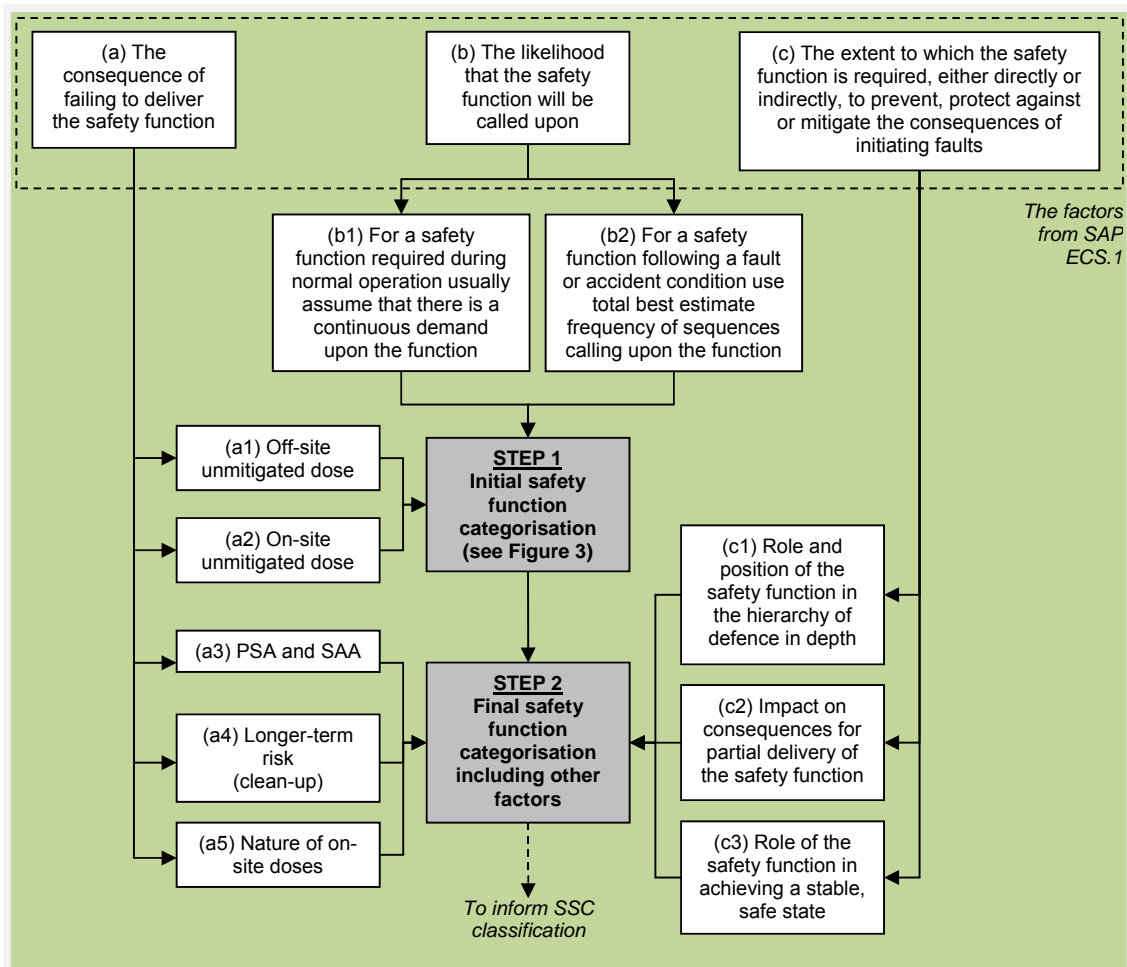 (a) The
consequence of
failing to deliver
the safety function
(b) The likelihood
that the safety
function will be
called upon
(c) The extent to which the safety
function is required, either directly or
indirectly, to prevent, protect against
or mitigate the consequences of
initiating faults
The factors
from SAP
ECS.1
(b1) For a safety
function required during
normal operation usually
assume that there is a
continuous demand
upon the function
(b2) For a safety
function following a fault
or accident condition use
total best estimate
frequency of sequences
calling upon the function
(a1) Off-site
unmitigated dose
(a2) On-site
unmitigated dose
STEP 1
Initial safety
function
categorisation
(see Figure 3)
(c1) Role and
position of the
safety function in
the hierarchy of
defence in depth
(a3) PSA and SAA
(a4) Longer-term
risk
(clean-up)
(a5) Nature of on-
site doses
STEP 2
Final safety
function
categorisation
including other
factors
(c2) Impact on
consequences for
partial delivery of
the safety function
(c3) Role of the
safety function in
achieving a stable,
safe state
To inform SSC
classification